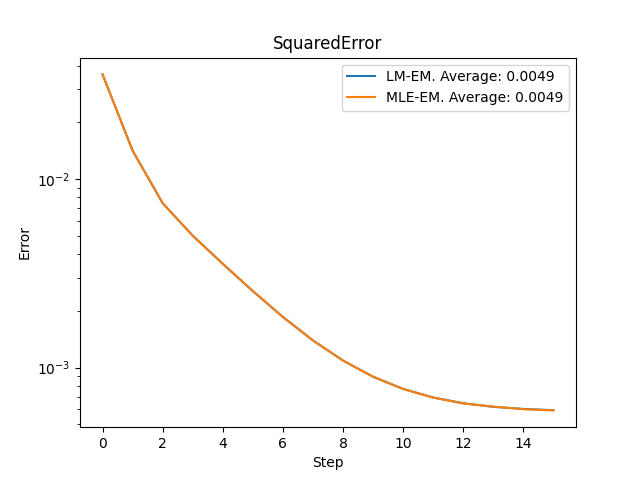 SquaredError
LM-EM. Average: 0.0049
MLE-EM. Average: 0.0049
10⁻²
10⁻³
Error
0 2 4 6 8 10 12 14
Step